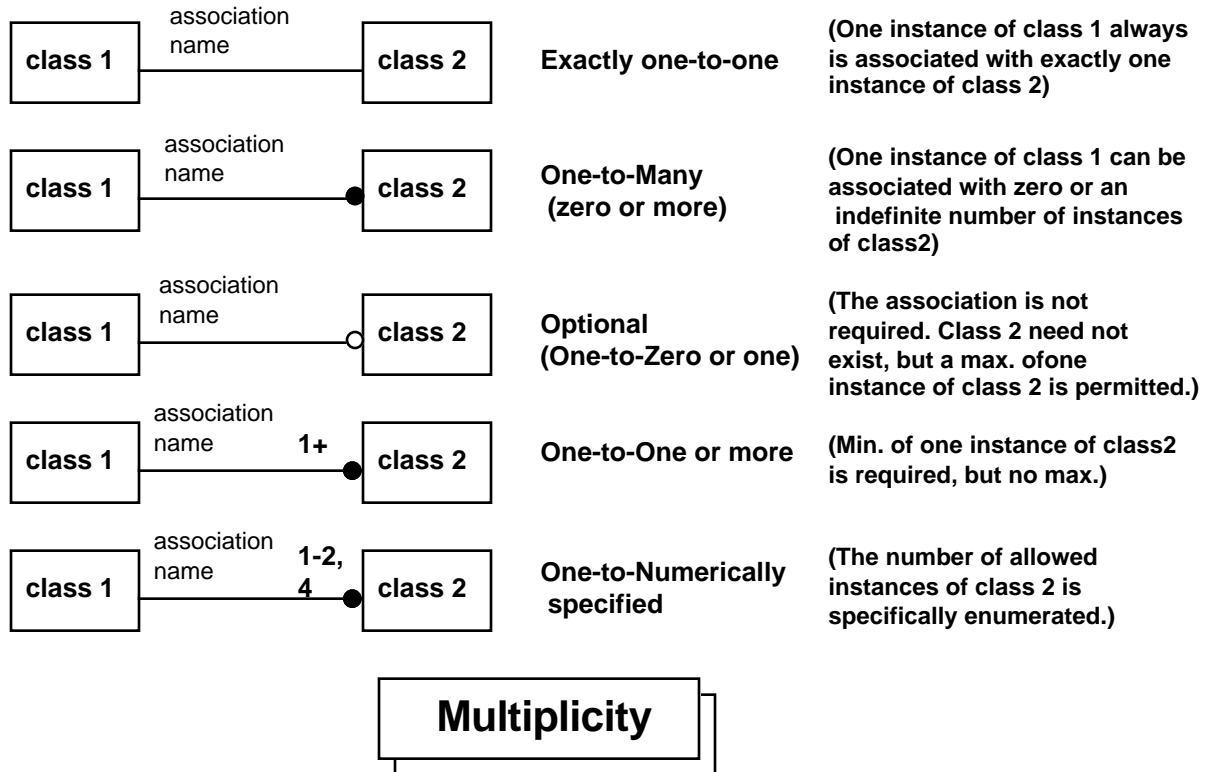 association
name
class 1
class 2
Exactly one-to-one
(One instance of class 1 always
is associated with exactly one
instance of class 2)
association
name
class 1
class 2
One-to-Many
(zero or more)
(One instance of class 1 can be
associated with zero or an
indefinite number of instances
of class2)
association
name
class 1
class 2
Optional
(One-to-Zero or one)
(The association is not
required. Class 2 need not
exist, but a max. ofone
instance of class 2 is permitted.)
association
name
1+
class 1
class 2
One-to-One or more
(Min. of one instance of class2
is required, but no max.)
association
name
1-2,
4
class 1
class 2
One-to-Numerically
specified
(The number of allowed
instances of class 2 is
specifically enumerated.)
Multiplicity